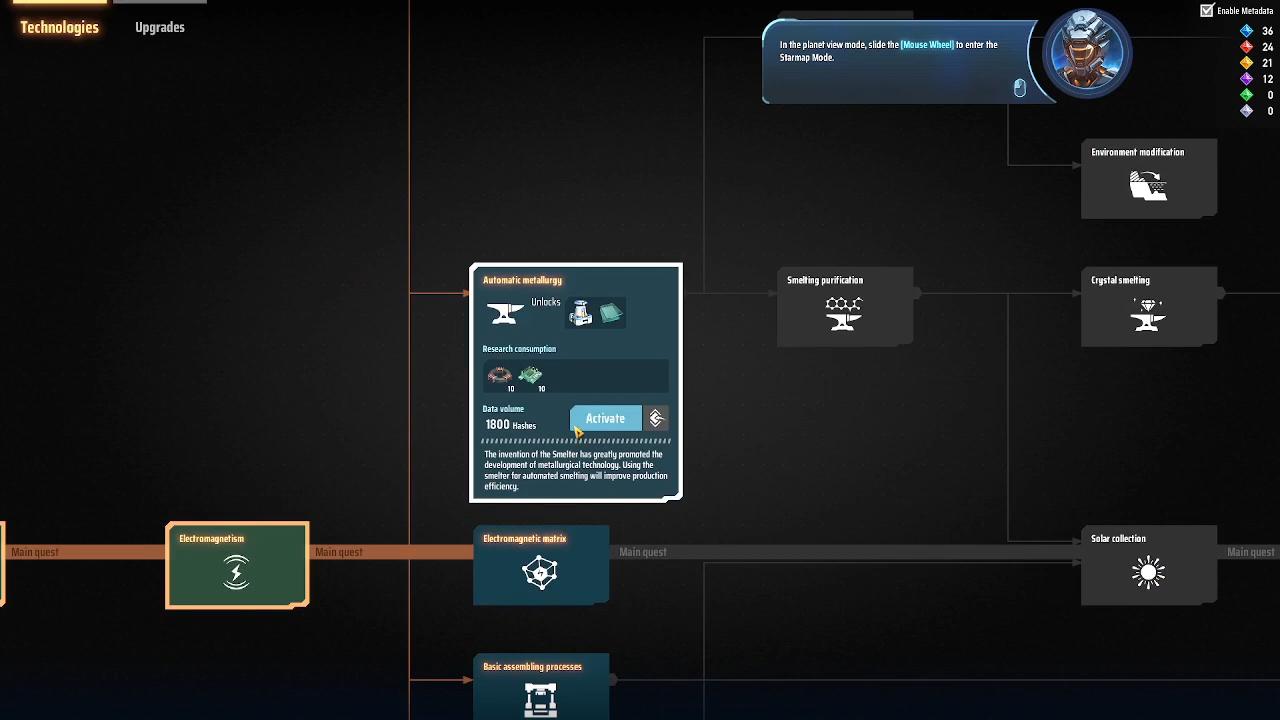 Technologies
Upgrades
In the planet view mode, slide the [Mouse Wheel] to enter the
Starmap Mode.
Enable Metadata
36
24
21
12
0
0
Environment modification
Automatic metallurgy
Unlocks
Research consumption
10
10
Data volume
1800 Hashes
Activate
The invention of the Smelter has greatly promoted the
development of metallurgical technology. Using the
smelter for automated smelting will improve production
efficiency.
Smelting purification
Crystal smelting
Main quest
Electromagnetism
Main quest
Electromagnetic matrix
Main quest
Solar collection
Main quest
Basic assembling processes